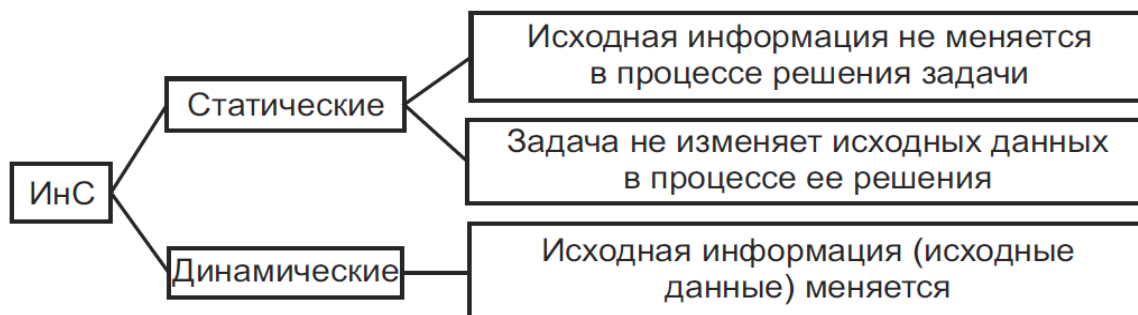 Исходная информация не меняется
в процессе решения задачи
Статические
Задача не изменяет исходных данных
в процессе ее решения
ИнС
Динамические
Исходная информация (исходные
данные) меняется